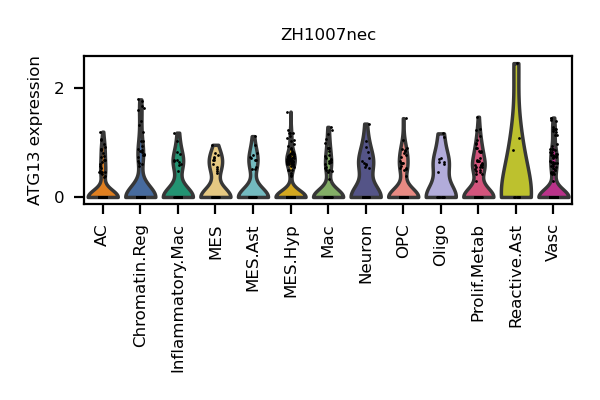 ZH1007nec
ATG13 expression
2
0
AC
Chromatin.Reg
Inflammatory.Mac
MES
MES.Ast
MES.Hyp
Mac
Neuron
OPC
Oligo
Prolif.Metab
Reactive.Ast
Vasc